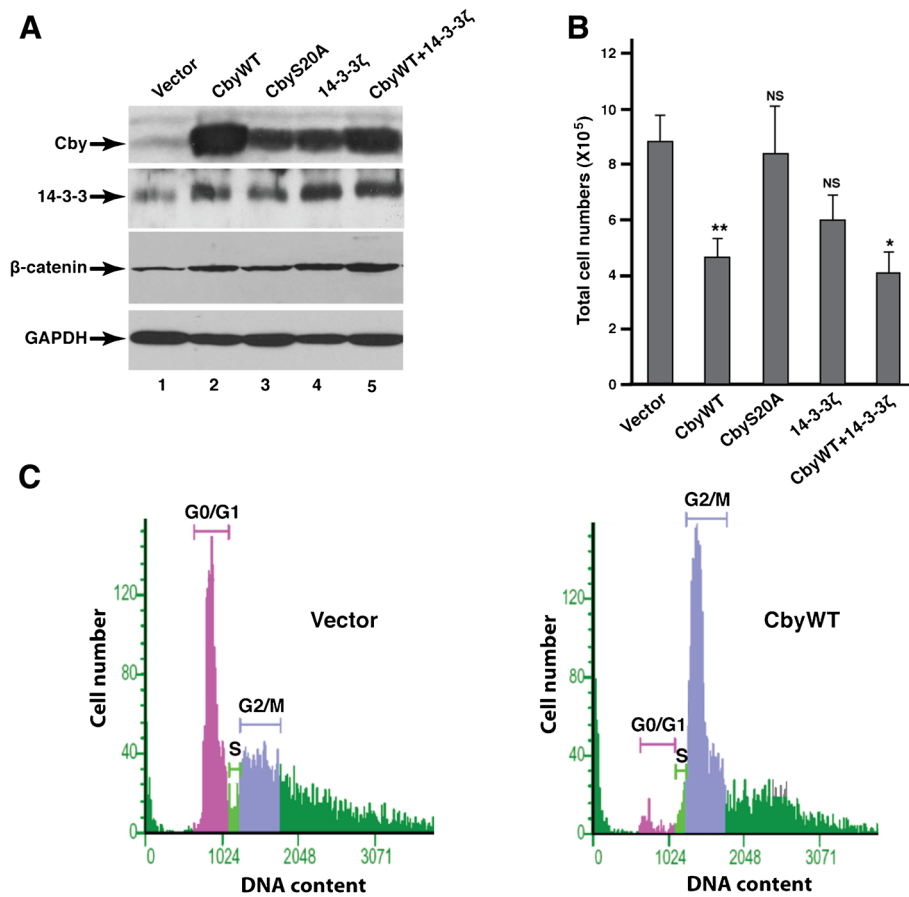 A
Vector
CbyWT
CbyS20A
14-3-3ζ
CbyWT+14-3-3ζ
Cby
14-3-3
β-catenin
GAPDH
1 2 3 4 5
B
Total cell numbers (X10⁵)
12
10
8
6
4
2
0
**
NS
NS
*
Vector
CbyWT
CbyS20A
14-3-3ζ
CbyWT+14-3-3ζ
C
G0/G1
G2/M
S
Vector
Cell number
120
80
40
0
0 1024 2048 3071
DNA content
G2/M
G0/G1
S
CbyWT
Cell number
120
80
40
0
0 1024 2048 3071
DNA content